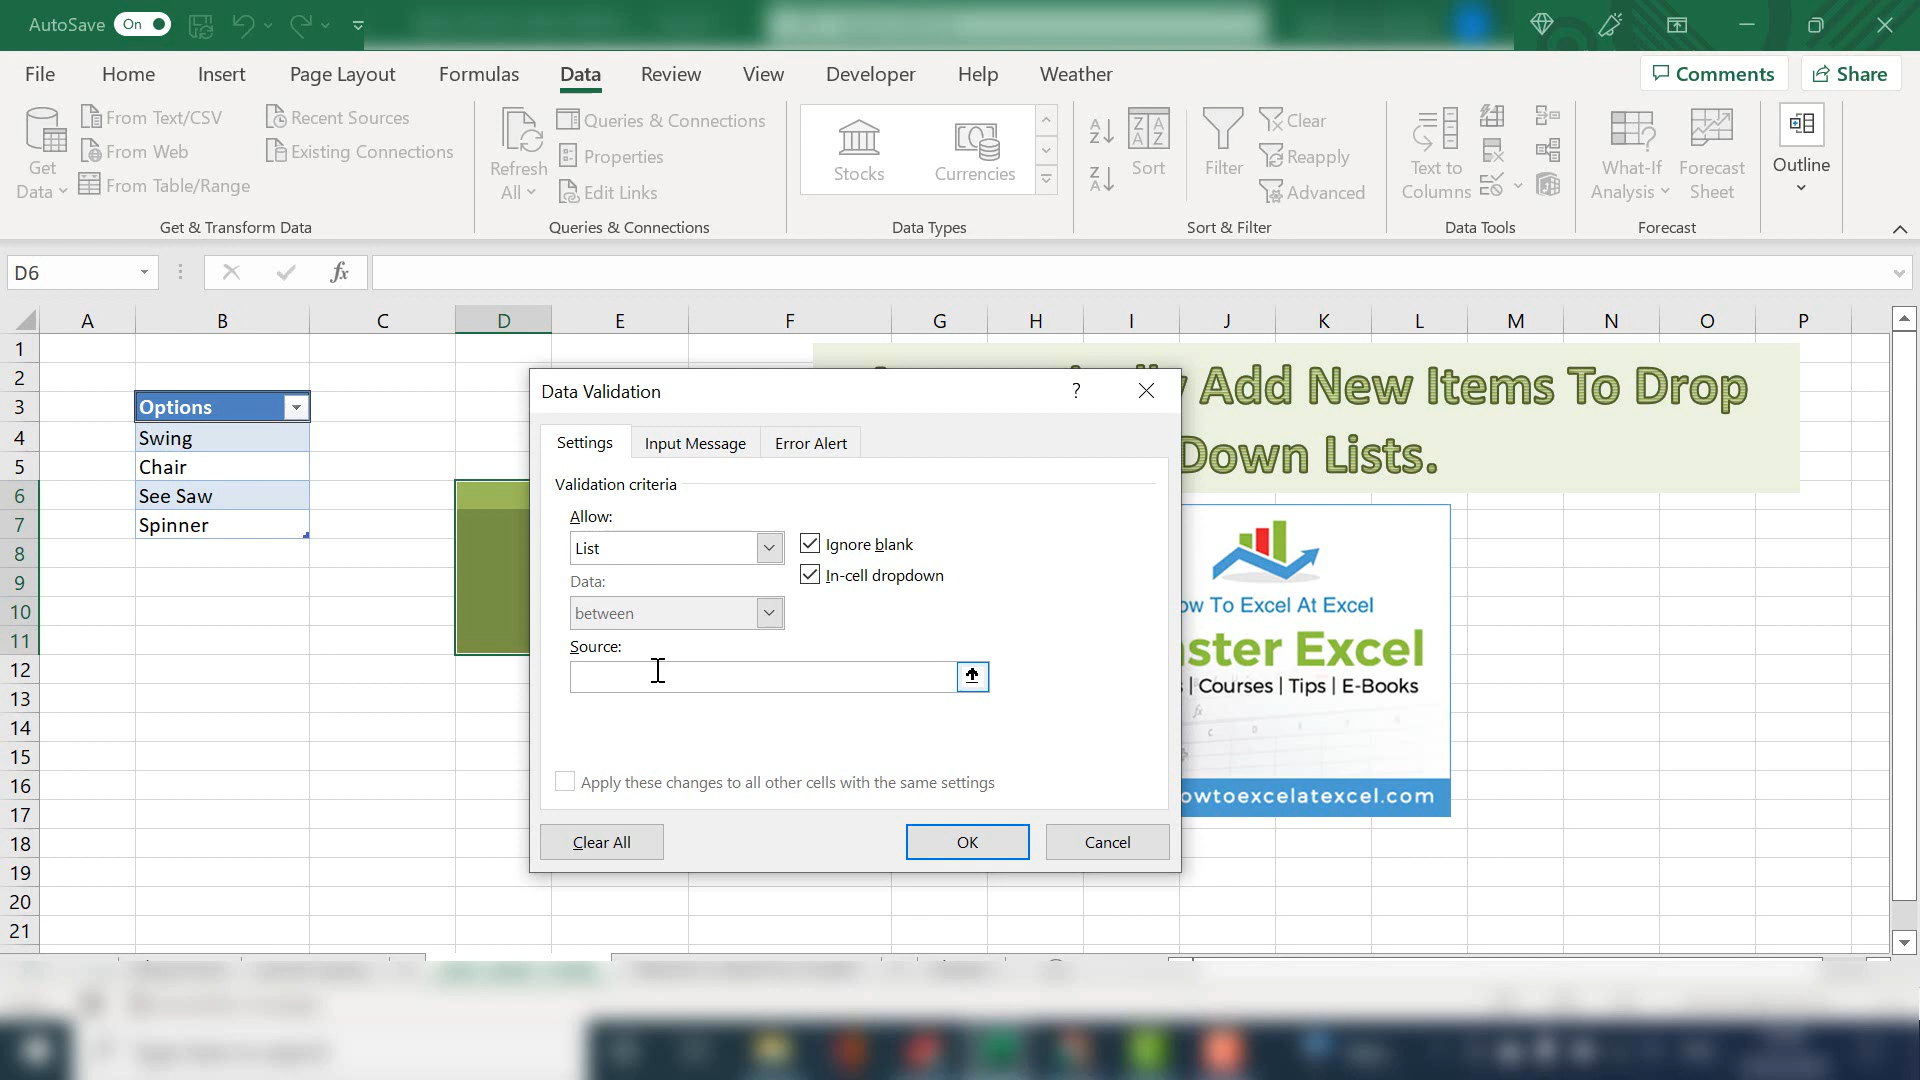 AutoSave On
File Home Insert Page Layout Formulas Data Review View Developer Help Weather Comments Share
Get Data
From Text/CSV
From Web
From Table/Range
Recent Sources
Existing Connections
Get & Transform Data
Refresh All
Queries & Connections
Properties
Edit Links
Queries & Connections
Stocks
Currencies
Data Types
Sort
Filter
Clear
Reapply
Advanced
Sort & Filter
Text to Columns
Data Tools
What-If Analysis
Forecast Sheet
Forecast
Outline
D6
fx
A B C D E F G H I J K L M N O P
1
2
3 Options
4 Swing
5 Chair
6 See Saw
7 Spinner
8
9
10
11
12
13
14
15
16
17
18
19
20
21
Add New Items To Drop
Down Lists.
Data Validation
?
Settings Input Message Error Alert
Validation criteria
Allow:
List
Ignore blank
In-cell dropdown
Data:
between
Source:
Apply these changes to all other cells with the same settings
Clear All OK Cancel
ow To Excel At Excel
ster Excel
| Courses | Tips | E-Books
owtoexcelatexcel.com